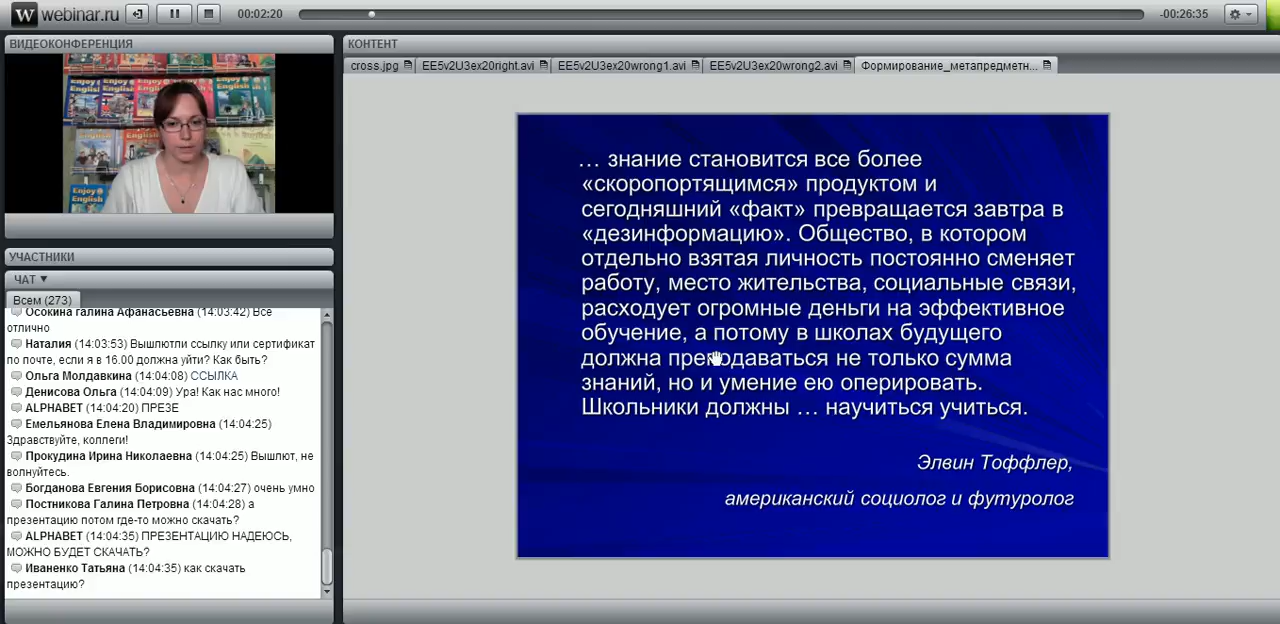 webinar.ru
00:02:20
-00:26:35
ВИДЕОКОНФЕРЕНЦИЯ
Enjoy English
УЧАСТНИКИ
ЧАТ ▼
Всем (273)
Осокина Галина Афанасьевна (14:03:42) Все
отлично
Наталия (14:03:53) Вышлютли ссылку или сертификат
по почте, если я в 16.00 должна уйти? Как быть?
Ольга Молдавкина (14:04:08) ССЫЛКА
Денисова Ольга (14:04:09) Ура! Как нас много!
ALPHABET (14:04:20) ПРЕЗЕ
Емельянова Елена Владимировна (14:04:25)
Здравствуйте, коллеги!
Прокудина Ирина Николаевна (14:04:25) Вышлют, не
волнуйтесь.
Богданова Евгения Борисовна (14:04:27) очень умно
Постникова Галина Петровна (14:04:28) а
презентацию потом где-то можно скачать?
ALPHABET (14:04:35) ПРЕЗЕНТАЦИЮ НАДЕЮСЬ,
МОЖНО БУДЕТ СКАЧАТЬ?
Иваненко Татьяна (14:04:35) как скачать
презентацию?
КОНТЕНТ
cross.jpg EE5v2U3ex20right.avi EE5v2U3ex20wrong1.avi EE5v2U3ex20wrong2.avi Формирование_метапредметн...
… знание становится все более
«скоропортящимся» продуктом и
сегодняшний «факт» превращается завтра в
«дезинформацию». Общество, в котором
отдельно взятая личность постоянно сменяет
работу, место жительства, социальные связи,
расходует огромные деньги на эффективное
обучение, а потому в школах будущего
должна преподаваться не только сумма
знаний, но и умение ею оперировать.
Школьники должны … научиться учиться.
Элвин Тоффлер,
американский социолог и футуролог